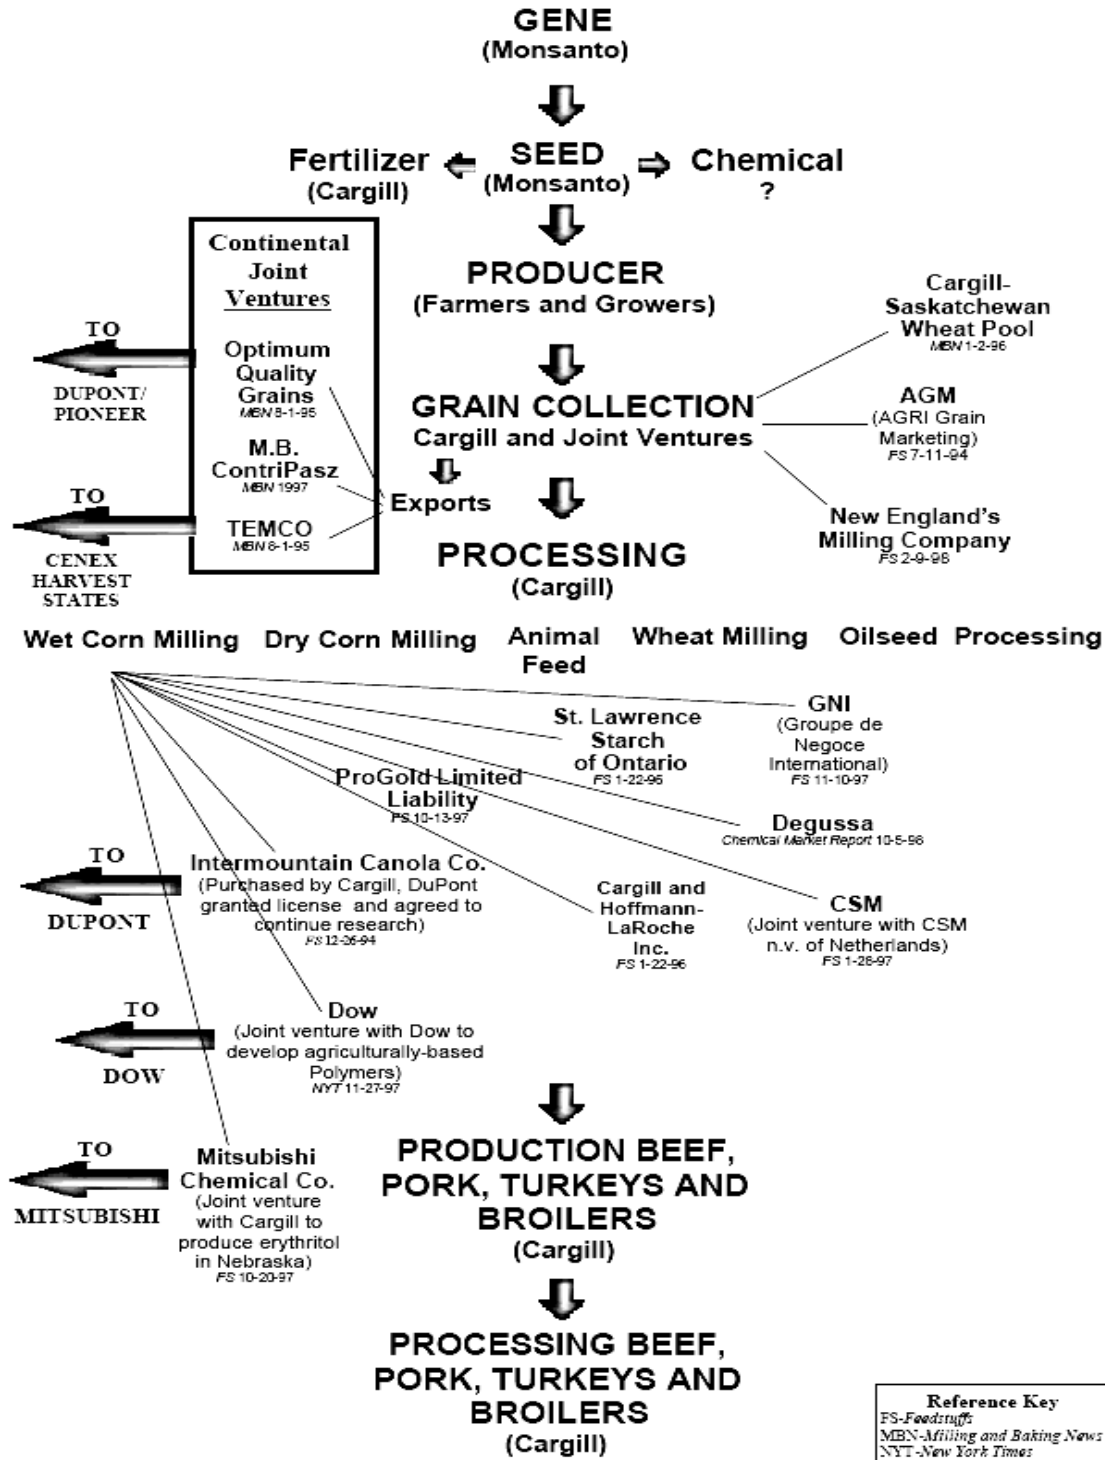 GENE
(Monsanto)
Fertilizer
(Cargill)
SEED
(Monsanto)
Chemical
?
Continental
Joint
Ventures
PRODUCER
(Farmers and Growers)
Cargill-
Saskatchewan
Wheat Pool
MBN 1-2-96
TO
DUPONT/
PIONEER
Optimum
Quality
Grains
MBN 8-1-95
GRAIN COLLECTION
Cargill and Joint Ventures
AGM
(AGRI Grain
Marketing)
FS 7-11-94
M.B.
ContriPasz
MBN 1997
Exports
TO
CENEX
HARVEST
STATES
TEMCO
MBN 8-1-95
New England's
Milling Company
FS 2-9-98
PROCESSING
(Cargill)
Wet Corn Milling
Dry Corn Milling
Animal
Feed
Wheat Milling
Oilseed Processing
GNI
(Groupe de
Negoce
International)
FS 11-10-97
St. Lawrence
Starch
of Ontario
FS 1-22-96
ProGold Limited
Liability
FS 10-13-97
Degussa
Chemical Market Report 10-5-98
TO
DUPONT
Intermountain Canola Co.
(Purchased by Cargill, DuPont
granted license and agreed to
continue research)
FS 12-26-94
Cargill and
Hoffmann-
LaRoche
Inc.
FS 1-22-96
CSM
(Joint venture with CSM
n.v. of Netherlands)
FS 1-28-97
TO
DOW
Dow
(Joint venture with Dow to
develop agriculturally-based
Polymers)
NYT 11-27-97
TO
MITSUBISHI
Mitsubishi
Chemical Co.
(Joint venture
with Cargill to
produce erythritol
in Nebraska)
FS 10-20-97
PRODUCTION BEEF,
PORK, TURKEYS AND
BROILERS
(Cargill)
PROCESSING BEEF,
PORK, TURKEYS AND
BROILERS
(Cargill)
Reference Key
FS-Feedstuffs
MBN-Milling and Baking News
NYT-New York Times